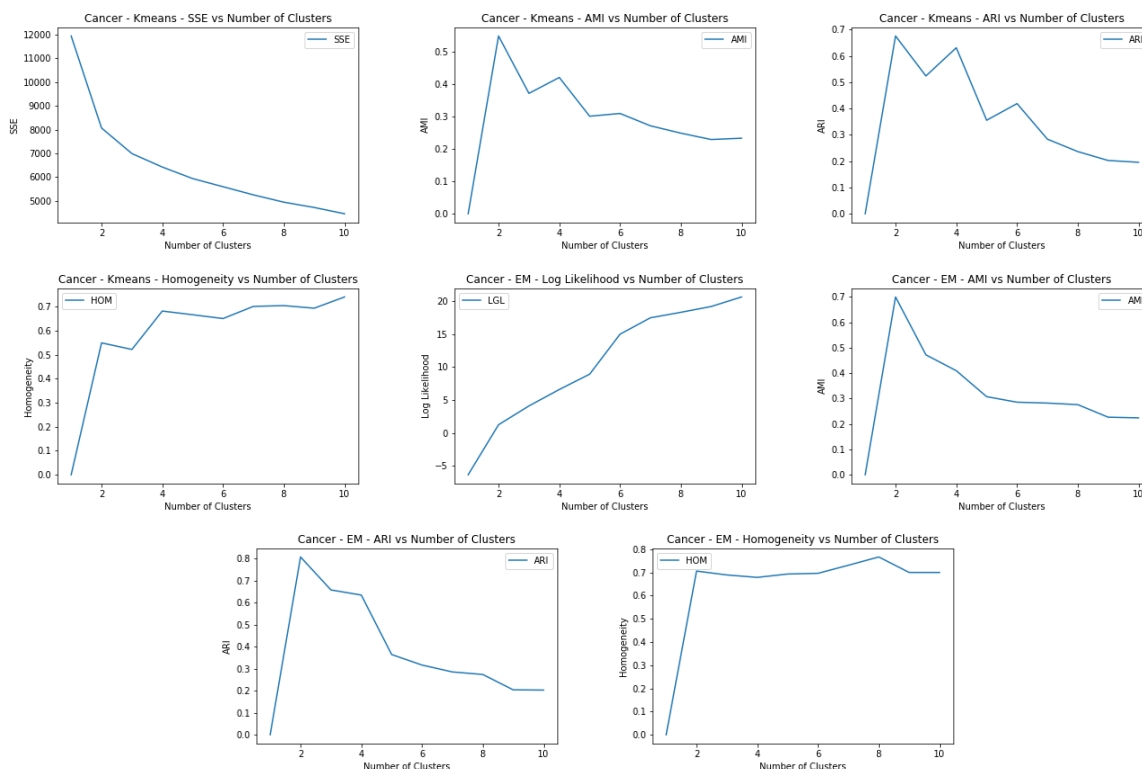 Cancer - Kmeans - SSE vs Number of Clusters
SSE
12000
11000
10000
9000
8000
7000
6000
5000
SSE
2 4 6 8 10
Number of Clusters
Cancer - Kmeans - AMI vs Number of Clusters
AMI
0.5
0.4
0.3
0.2
0.1
0.0
AMI
2 4 6 8 10
Number of Clusters
Cancer - Kmeans - ARI vs Number of Clusters
ARI
0.7
0.6
0.5
0.4
0.3
0.2
0.1
0.0
ARI
2 4 6 8 10
Number of Clusters
Cancer - Kmeans - Homogeneity vs Number of Clusters
HOM
0.7
0.6
0.5
0.4
0.3
0.2
0.1
0.0
Homogeneity
2 4 6 8 10
Number of Clusters
Cancer - EM - Log Likelihood vs Number of Clusters
LGL
20
15
10
5
0
−5
Log Likelihood
2 4 6 8 10
Number of Clusters
Cancer - EM - AMI vs Number of Clusters
AMI
0.7
0.6
0.5
0.4
0.3
0.2
0.1
0.0
AMI
2 4 6 8 10
Number of Clusters
Cancer - EM - ARI vs Number of Clusters
ARI
0.8
0.7
0.6
0.5
0.4
0.3
0.2
0.1
0.0
ARI
2 4 6 8 10
Number of Clusters
Cancer - EM - Homogeneity vs Number of Clusters
HOM
0.8
0.7
0.6
0.5
0.4
0.3
0.2
0.1
0.0
Homogeneity
2 4 6 8 10
Number of Clusters